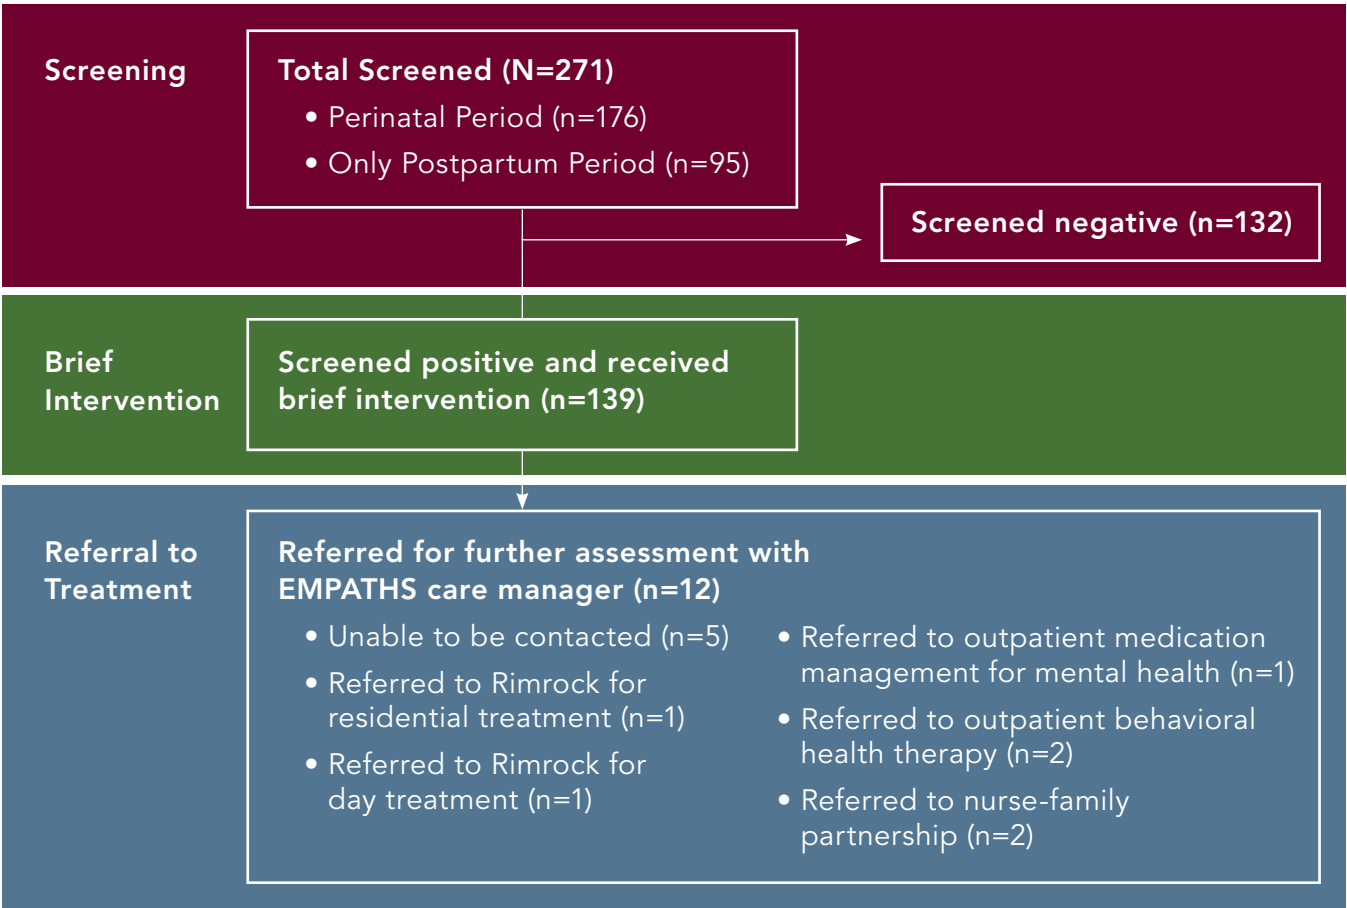 Screening
Total Screened (N=271)
• Perinatal Period (n=176)
• Only Postpartum Period (n=95)
Screened negative (n=132)
Brief
Intervention
Screened positive and received
brief intervention (n=139)
Referral to
Treatment
Referred for further assessment with
EMPATHS care manager (n=12)
• Unable to be contacted (n=5)
• Referred to Rimrock for
residential treatment (n=1)
• Referred to Rimrock for
day treatment (n=1)
• Referred to outpatient medication
management for mental health (n=1)
• Referred to outpatient behavioral
health therapy (n=2)
• Referred to nurse-family
partnership (n=2)